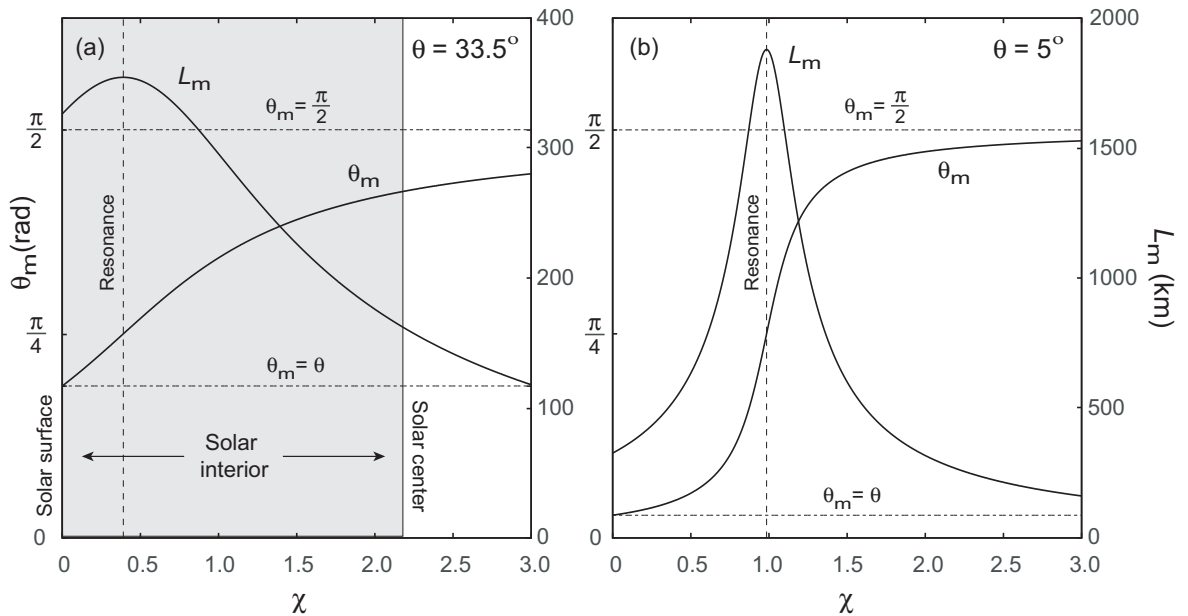 (a)
θ = 33.5°
L_m
θ_m = π/2
θ_m
Resonance
θ_m = θ
Solar interior
Solar surface
Solar center
θ_m (rad)
π/2
π/4
0
400
300
200
100
0
0 0.5 1.0 1.5 2.0 2.5 3.0
χ
(b)
θ = 5°
L_m
θ_m = π/2
θ_m
Resonance
θ_m = θ
π/2
π/4
0
2000
1500
1000
500
0
L_m (km)
0 0.5 1.0 1.5 2.0 2.5 3.0
χ